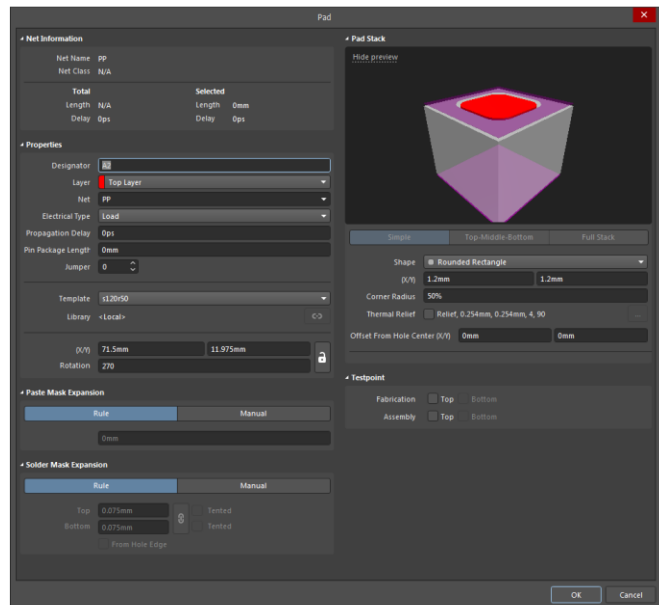 Pad
Net Information
Net Name PP
Net Class N/A
Total Selected
Length N/A Length 0mm
Delay 0ps Delay 0ps
Properties
Designator A2
Layer Top Layer
Net PP
Electrical Type Load
Propagation Delay 0ps
Pin Package Length 0mm
Jumper 0
Template s120r50
Library <Local>
(X/Y) 71.5mm 11.975mm
Rotation 270
Paste Mask Expansion
Rule Manual
0mm
Solder Mask Expansion
Rule Manual
Top 0.075mm Tented
Bottom 0.075mm Tented
From Hole Edge
Pad Stack
Hide preview
Simple Top-Middle-Bottom Full Stack
Shape Rounded Rectangle
(X/Y) 1.2mm 1.2mm
Corner Radius 50%
Thermal Relief Relief, 0.254mm, 0.254mm, 4, 90 ...
Offset From Hole Center (X/Y) 0mm 0mm
Testpoint
Fabrication Top Bottom
Assembly Top Bottom
OK Cancel